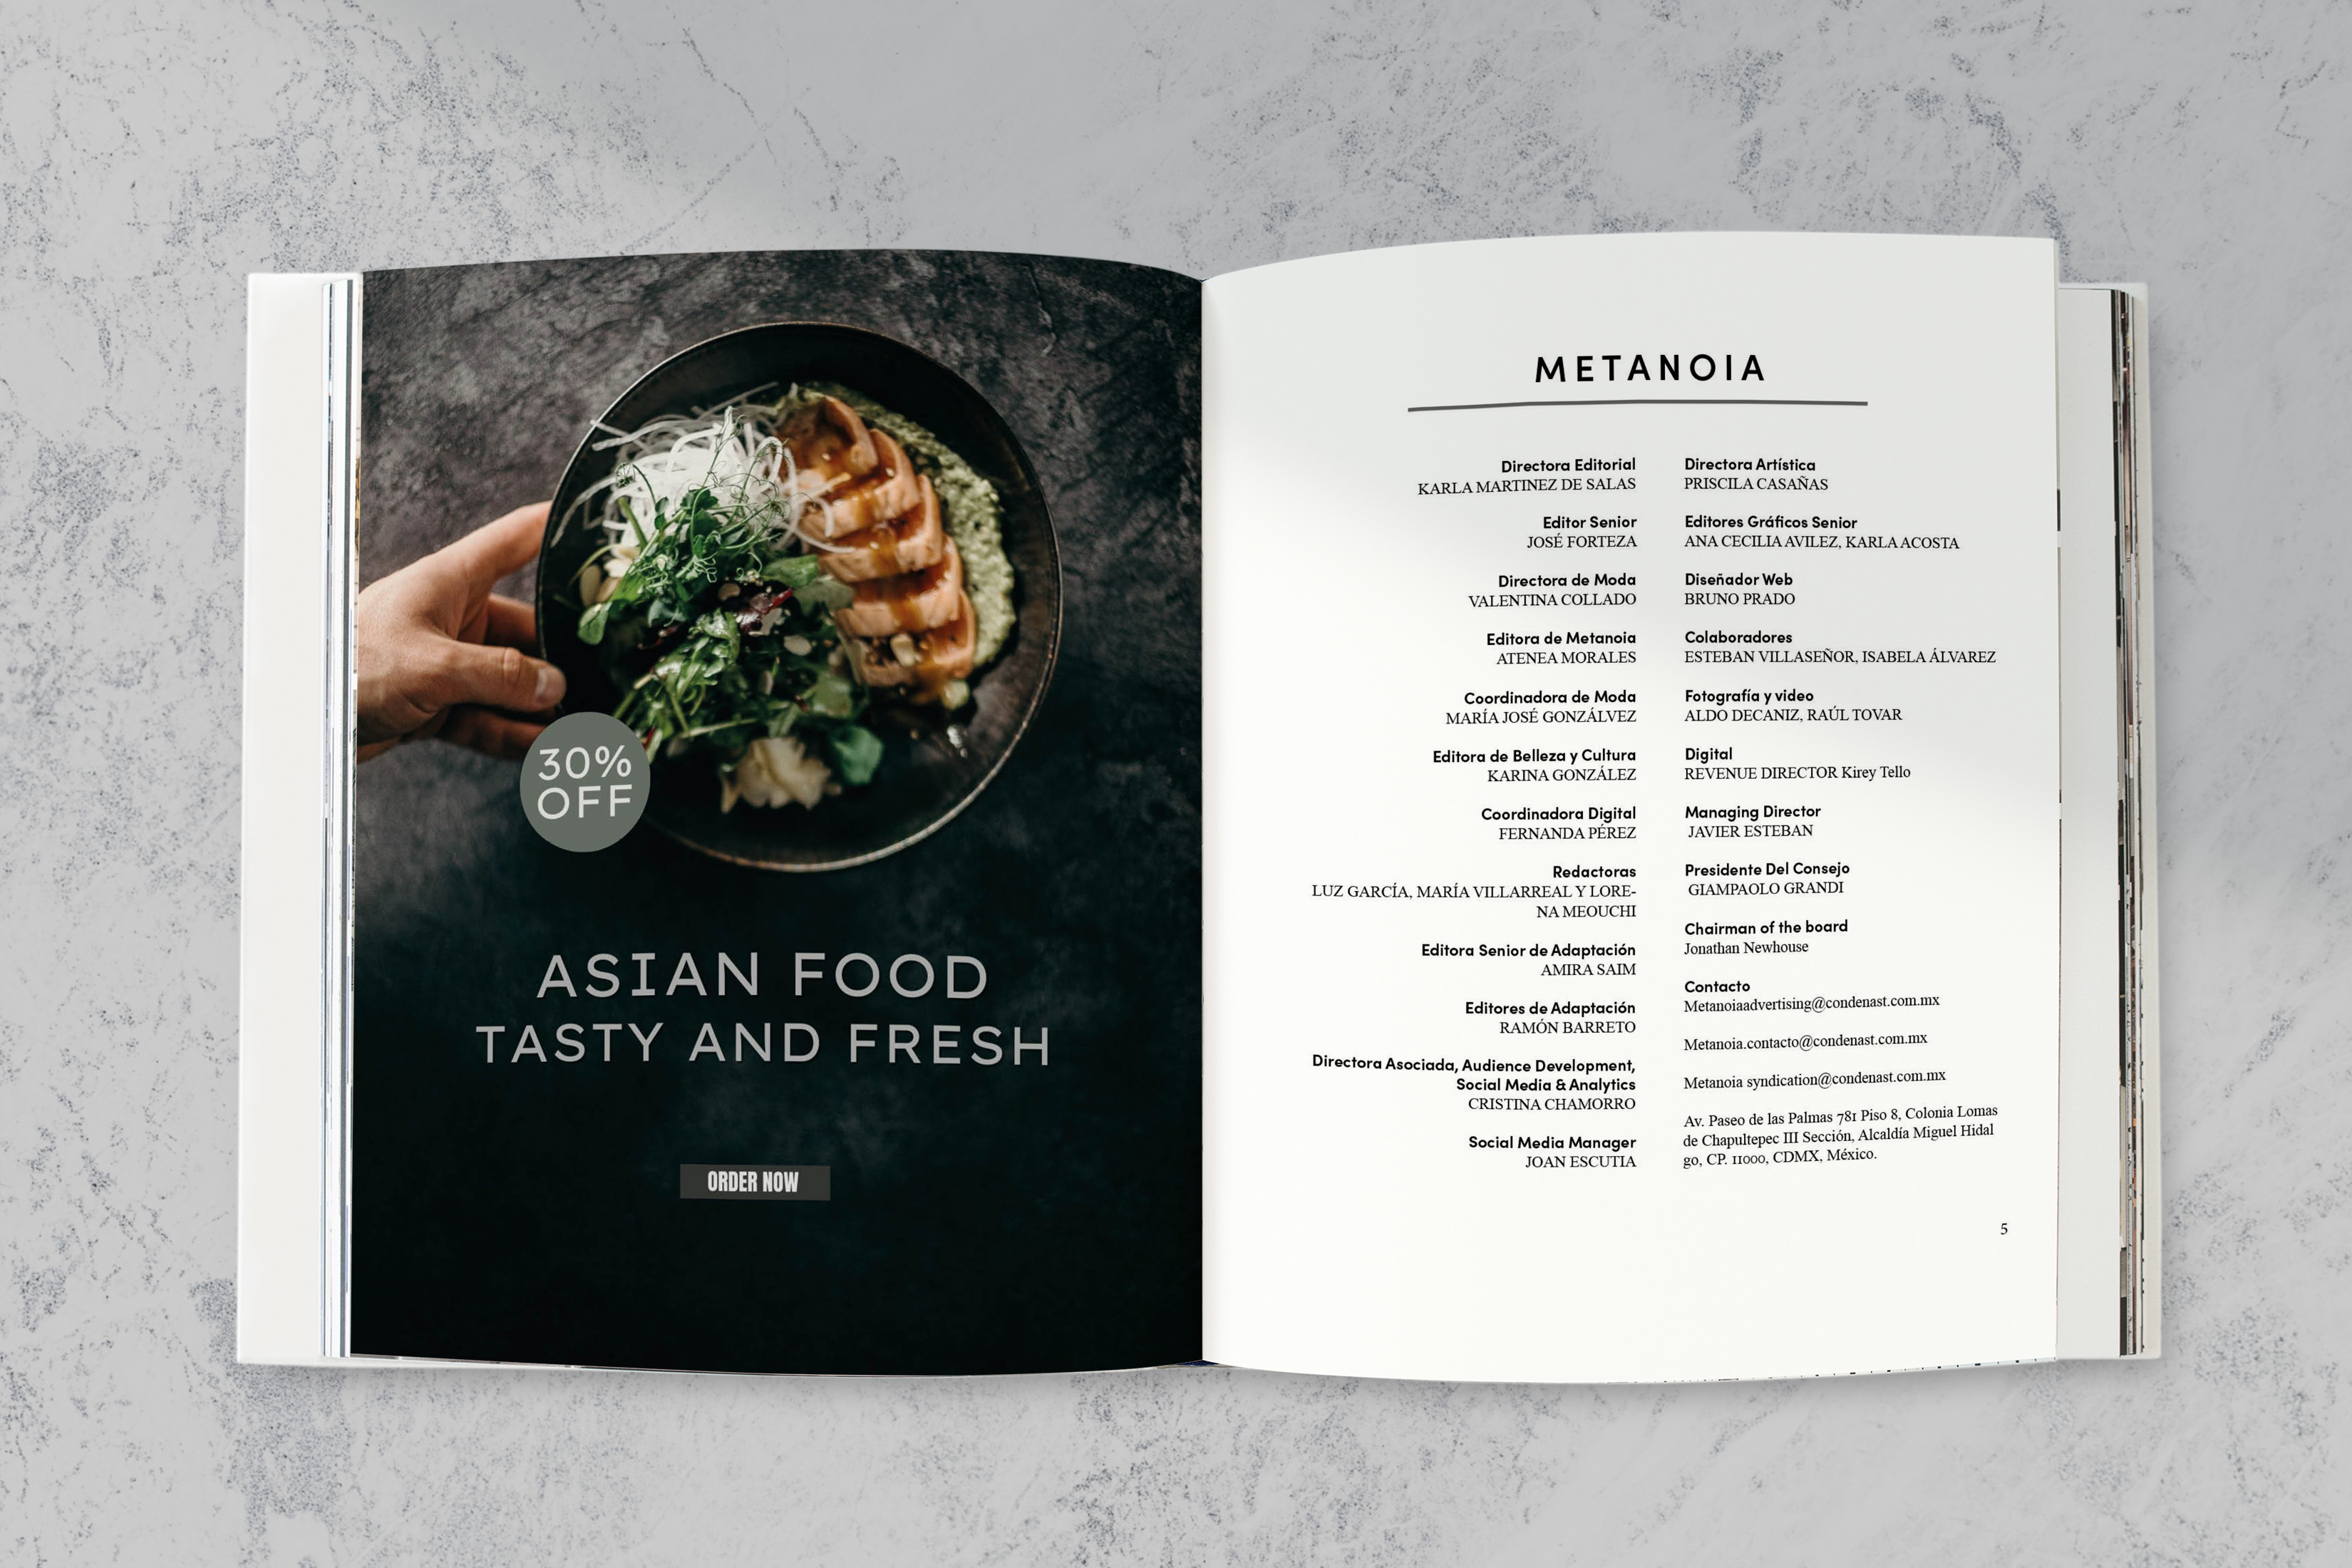 30%
OFF
ASIAN FOOD
TASTY AND FRESH
ORDER NOW
METANOIA
Directora Editorial
KARLA MARTINEZ DE SALAS
Editor Senior
JOSÉ FORTEZA
Directora de Moda
VALENTINA COLLADO
Editora de Metanoia
ATENEA MORALES
Coordinadora de Moda
MARÍA JOSÉ GONZÁLVEZ
Editora de Belleza y Cultura
KARINA GONZÁLEZ
Coordinadora Digital
FERNANDA PÉREZ
Redactoras
LUZ GARCÍA, MARÍA VILLARREAL Y LORE-
NA MEOUCHI
Editora Senior de Adaptación
AMIRA SAIM
Editores de Adaptación
RAMÓN BARRETO
Directora Asociada, Audience Development,
Social Media & Analytics
CRISTINA CHAMORRO
Social Media Manager
JOAN ESCUTIA
Directora Artística
PRISCILA CASAÑAS
Editores Gráficos Senior
ANA CECILIA AVILEZ, KARLA ACOSTA
Diseñador Web
BRUNO PRADO
Colaboradores
ESTEBAN VILLASEÑOR, ISABELA ÁLVAREZ
Fotografía y video
ALDO DECANIZ, RAÚL TOVAR
Digital
REVENUE DIRECTOR Kirey Tello
Managing Director
JAVIER ESTEBAN
Presidente Del Consejo
GIAMPAOLO GRANDI
Chairman of the board
Jonathan Newhouse
Contacto
Metanoiaadvertising@condenast.com.mx
Metanoia.contacto@condenast.com.mx
Metanoia syndication@condenast.com.mx
Av. Paseo de las Palmas 781 Piso 8, Colonia Lomas
de Chapultepec III Sección, Alcaldía Miguel Hidal
go, CP. 11000, CDMX, México.
5